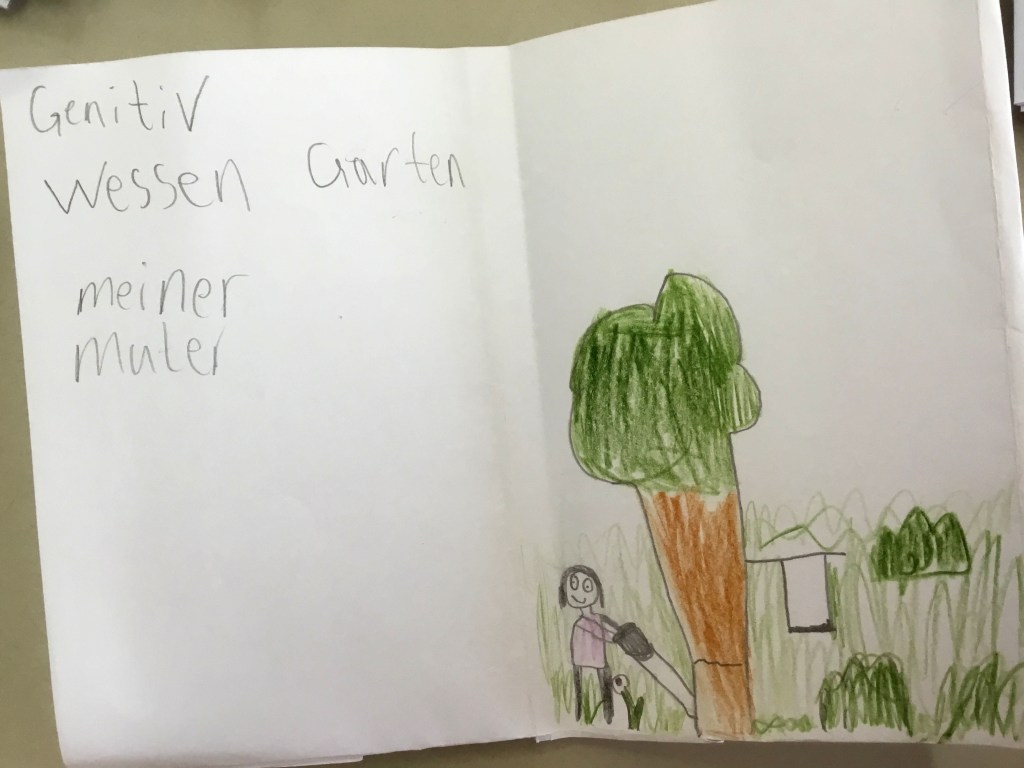 Genitiv
Wessen Garten
meiner
Muter